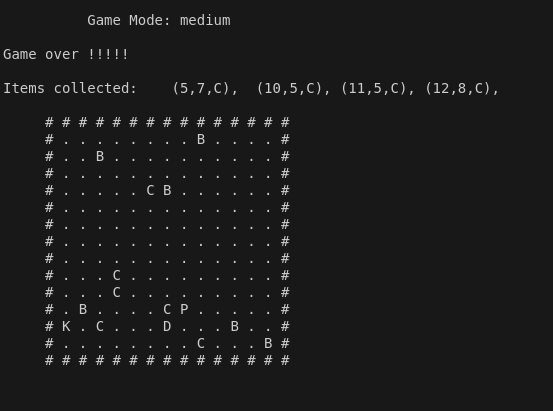 Game Mode: medium
Game over !!!!!
Items collected:    (5,7,C),  (10,5,C), (11,5,C), (12,8,C),
# # # # # # # # # # # # # # #
# . . . . . . . . B . . . . #
# . . B . . . . . . . . . . #
# . . . . . . . . . . . . . #
# . . . . . C B . . . . . . #
# . . . . . . . . . . . . . #
# . . . . . . . . . . . . . #
# . . . . . . . . . . . . . #
# . . . . . . . . . . . . . #
# . . . C . . . . . . . . . #
# . . . C . . . . . . . . . #
# . B . . . . C P . . . . . #
# K . C . . . D . . . B . . #
# . . . . . . . . C . . . B #
# # # # # # # # # # # # # # #